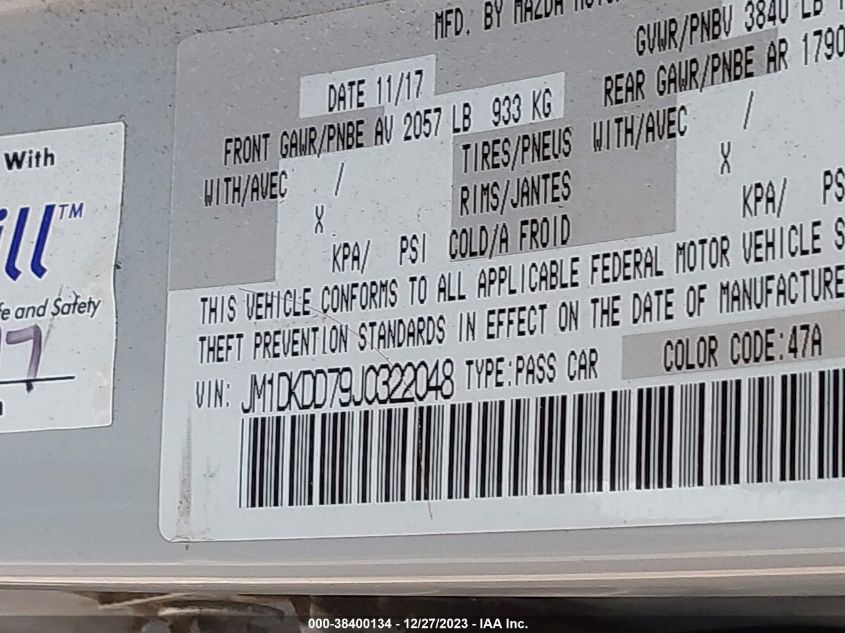 MFD. BY MAZDA
GVWR/PNBV 3840 LB
DATE 11/17
FRONT GAWR/PNBE AV 2057 LB 933 KG
REAR GAWR/PNBE AR 1790
WITH/AVEC / TIRES/PNEUS WITH/AVEC /
X RIMS/JANTES X
KPA/ PSI COLD/A FROID KPA/ PS
THIS VEHICLE CONFORMS TO ALL APPLICABLE FEDERAL MOTOR VEHICLE S
THEFT PREVENTION STANDARDS IN EFFECT ON THE DATE OF MANUFACTURE
VIN: JM1DKDD79J0322048 TYPE:PASS CAR COLOR CODE:47A
With
ill™
fe and Safety
000-38400134 - 12/27/2023 - IAA Inc.